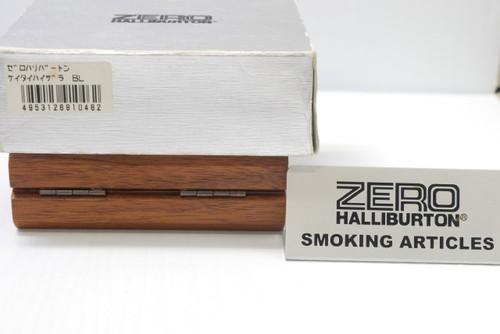 ZERO
HALLIBURTON
ゼロハリバートン
ケイタイハイザラ BL
4953126810462
ZERO
HALLIBURTON®
SMOKING ARTICLES